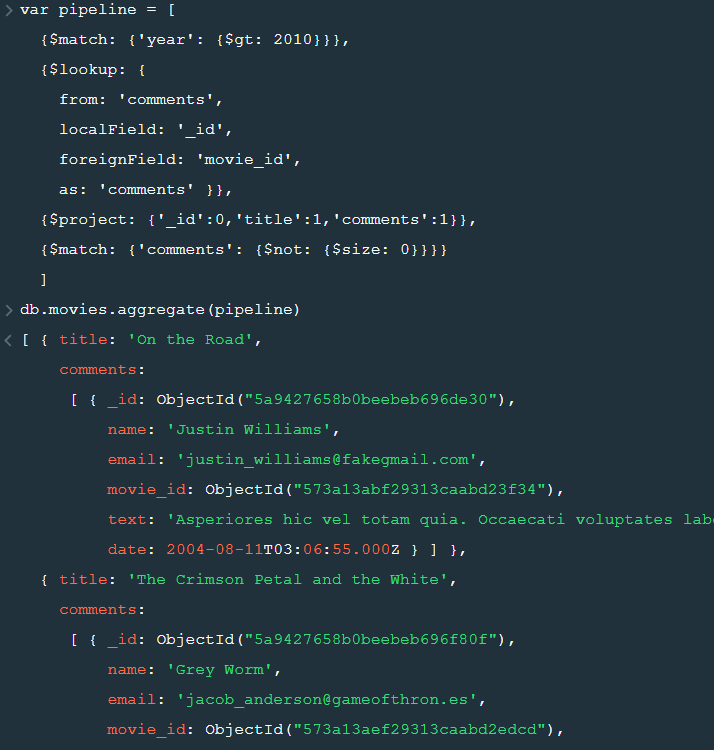 > var pipeline = [
{$match: {'year': {$gt: 2010}}},
{$lookup: {
from: 'comments',
localField: '_id',
foreignField: 'movie_id',
as: 'comments' }},
{$project: {'_id':0,'title':1,'comments':1}},
{$match: {'comments': {$not: {$size: 0}}}}
]
> db.movies.aggregate(pipeline)
< [ { title: 'On the Road',
comments:
[ { _id: ObjectId("5a9427658b0beebeb696de30"),
name: 'Justin Williams',
email: 'justin_williams@fakegmail.com',
movie_id: ObjectId("573a13abf29313caabd23f34"),
text: 'Asperiores hic vel totam quia. Occaecati voluptates lab
date: 2004-08-11T03:06:55.000Z } ] },
{ title: 'The Crimson Petal and the White',
comments:
[ { _id: ObjectId("5a9427658b0beebeb696f80f"),
name: 'Grey Worm',
email: 'jacob_anderson@gameofthron.es',
movie_id: ObjectId("573a13aef29313caabd2edcd"),